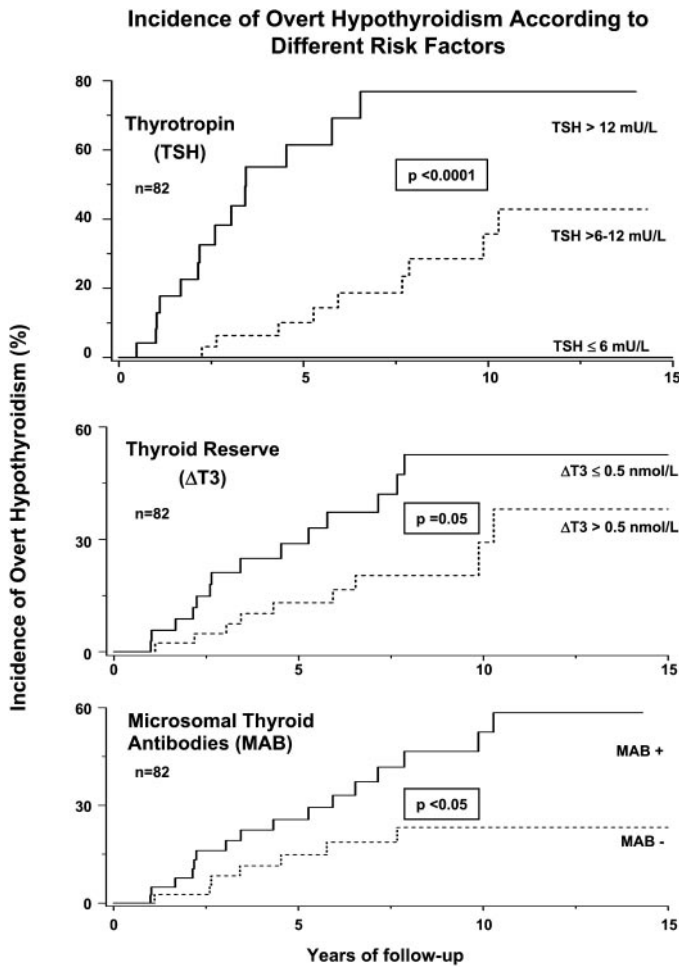 Incidence of Overt Hypothyroidism According to
Different Risk Factors
Incidence of Overt Hypothyroidism (%)
80
60
40
20
0
Thyrotropin
(TSH)
n=82
p <0.0001
TSH > 12 mU/L
TSH >6-12 mU/L
TSH ≤ 6 mU/L
0
5
10
15
60
30
0
Thyroid Reserve
(ΔT3)
n=82
p =0.05
ΔT3 ≤ 0.5 nmol/L
ΔT3 > 0.5 nmol/L
0
5
10
15
60
30
0
Microsomal Thyroid
Antibodies (MAB)
n=82
p <0.05
MAB +
MAB -
0
5
10
15
Years of follow-up